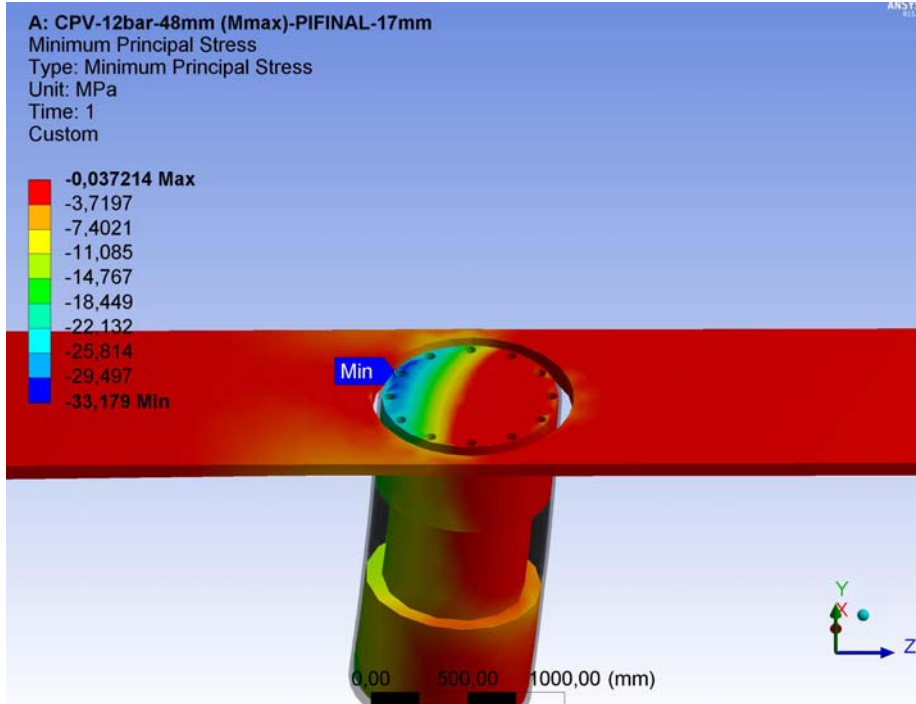 ANSYS
A: CPV-12bar-48mm (Mmax)-PIFINAL-17mm
Minimum Principal Stress
Type: Minimum Principal Stress
Unit: MPa
Time: 1
Custom
-0,037214 Max
-3,7197
-7,4021
-11,085
-14,767
-18,449
-22,132
-25,814
-29,497
-33,179 Min
Min
Y
X
Z
0,00 500,00 1000,00 (mm)